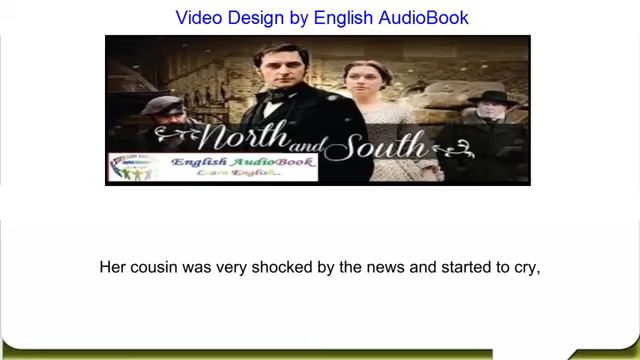 Video Design by English AudioBook
North and South
English AudioBook
Learn English...
Her cousin was very shocked by the news and started to cry,